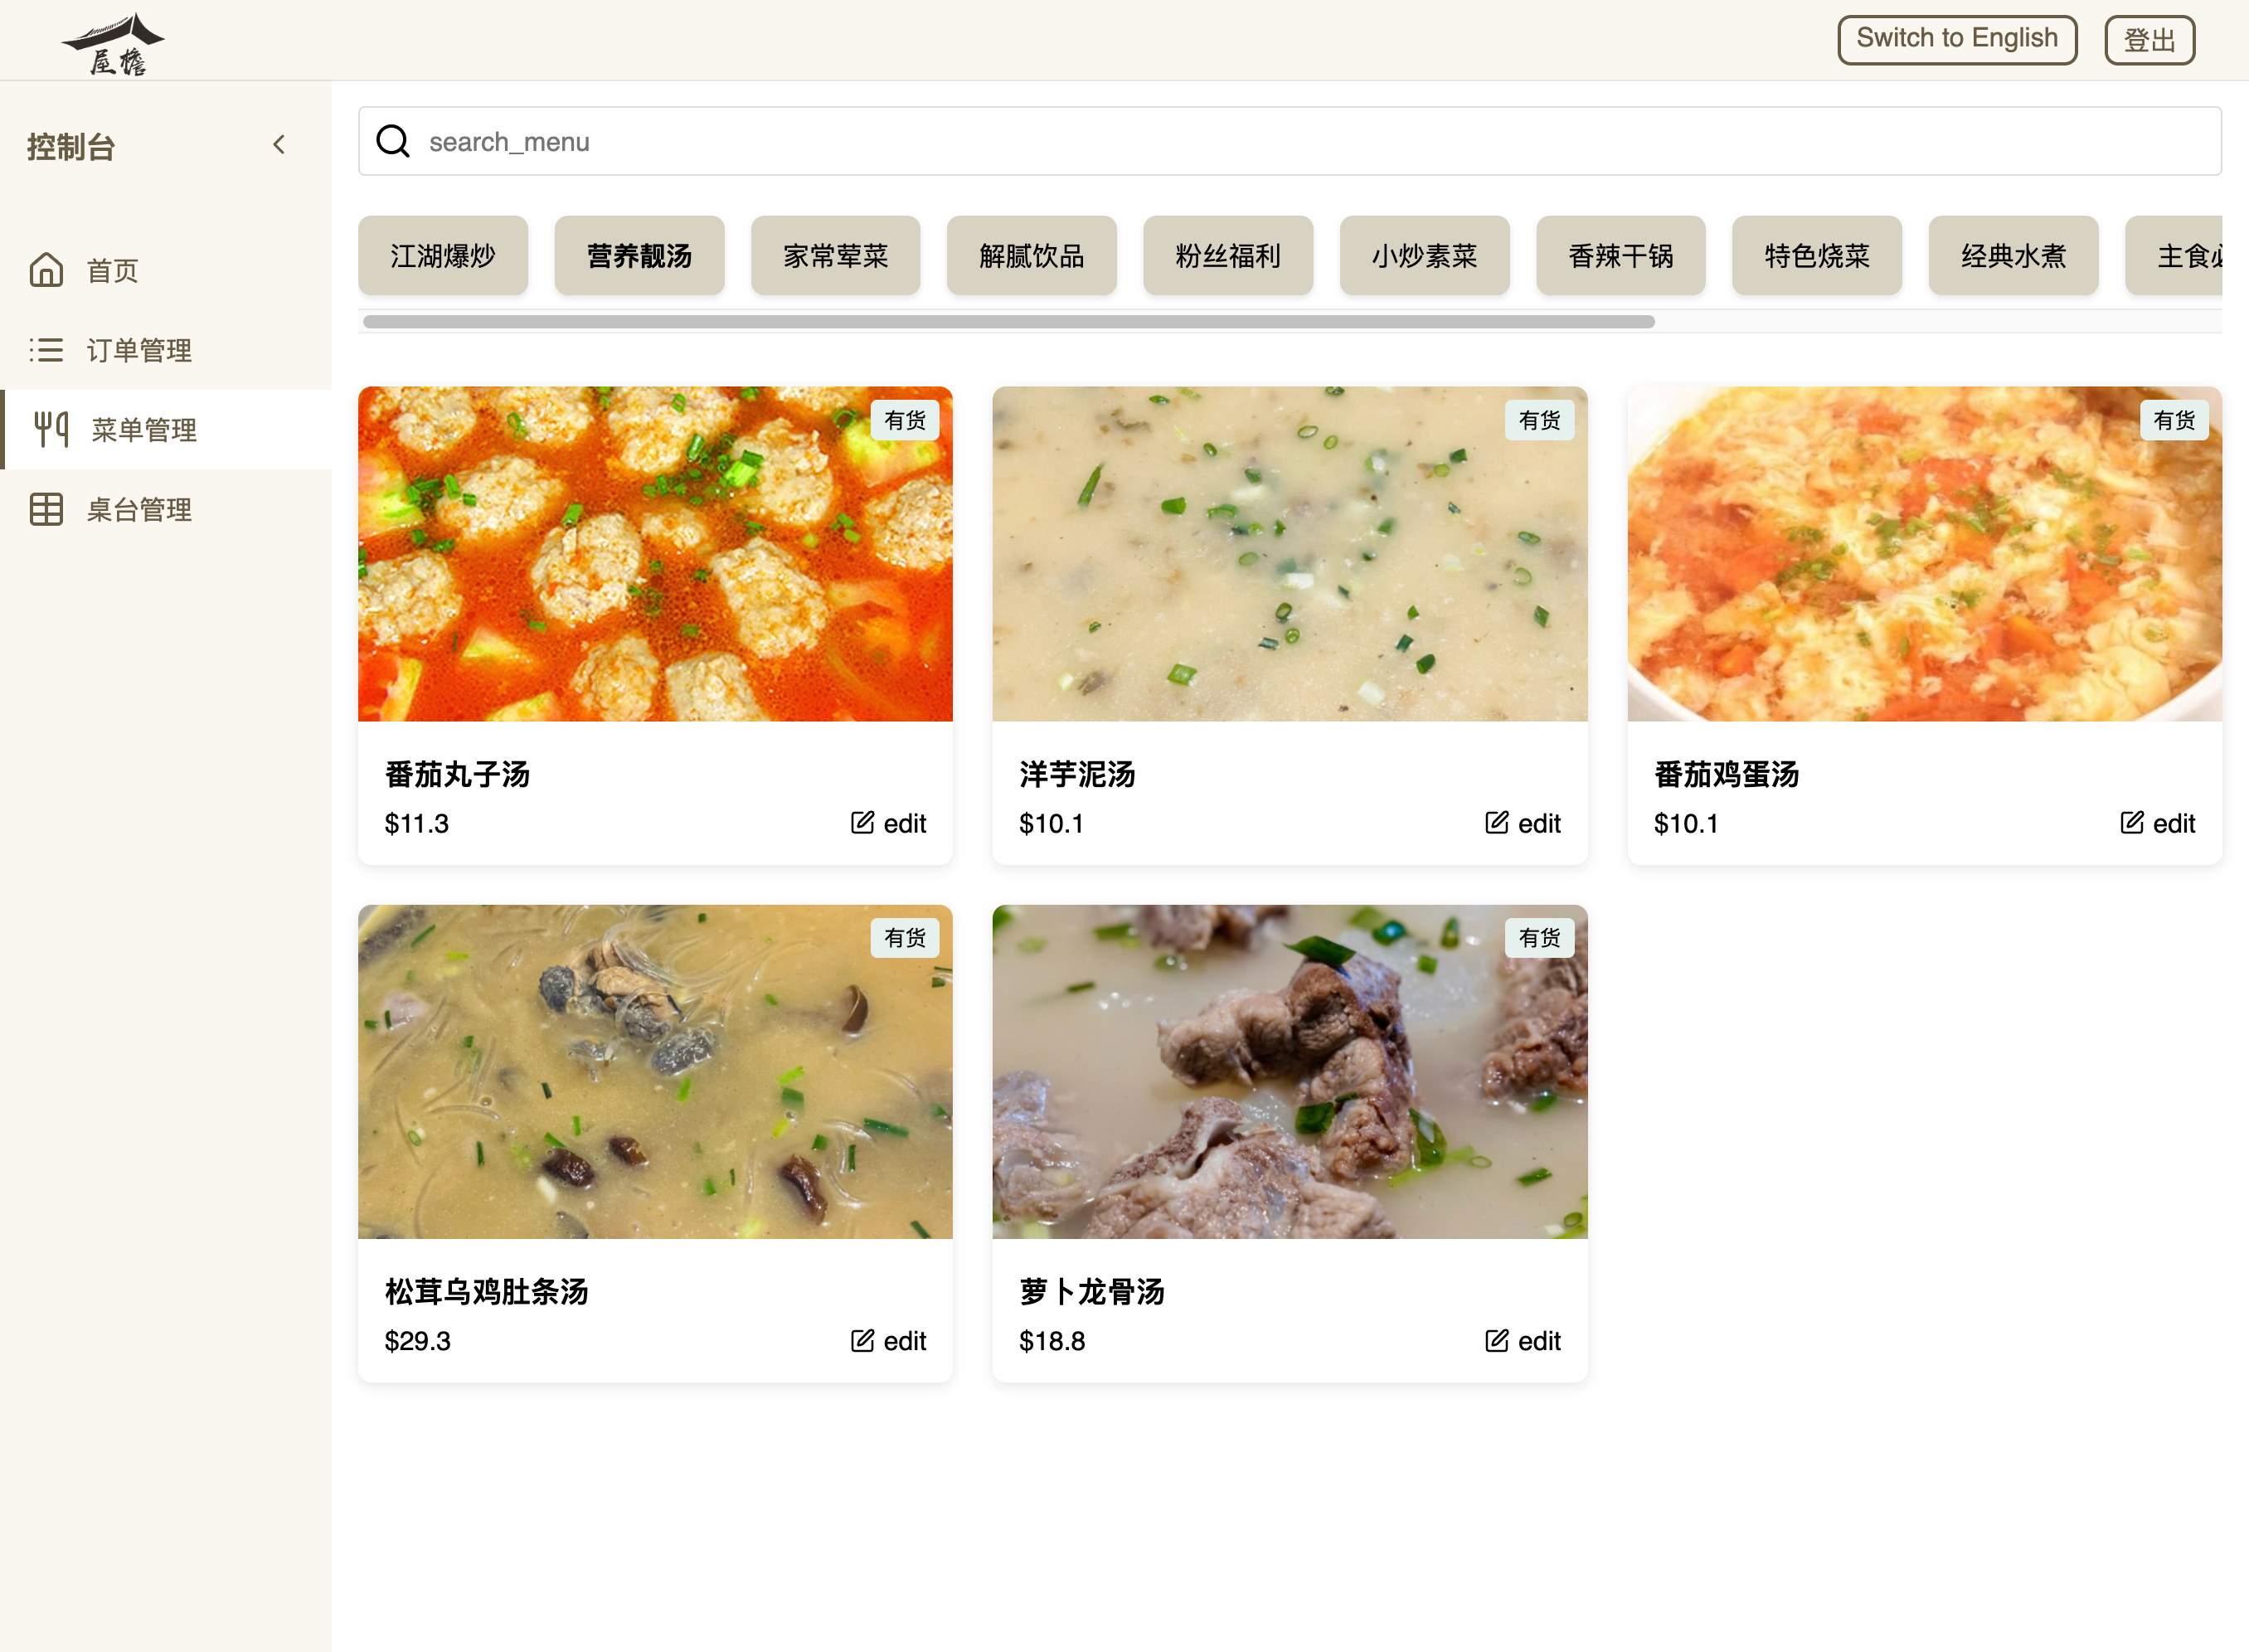 屋檐
Switch to English
登出
控制台
首页
订单管理
菜单管理
桌台管理
search_menu
江湖爆炒
营养靓汤
家常荤菜
解腻饮品
粉丝福利
小炒素菜
香辣干锅
特色烧菜
经典水煮
主食
有货
番茄丸子汤
$11.3
edit
有货
洋芋泥汤
$10.1
edit
有货
番茄鸡蛋汤
$10.1
edit
有货
松茸乌鸡肚条汤
$29.3
edit
有货
萝卜龙骨汤
$18.8
edit